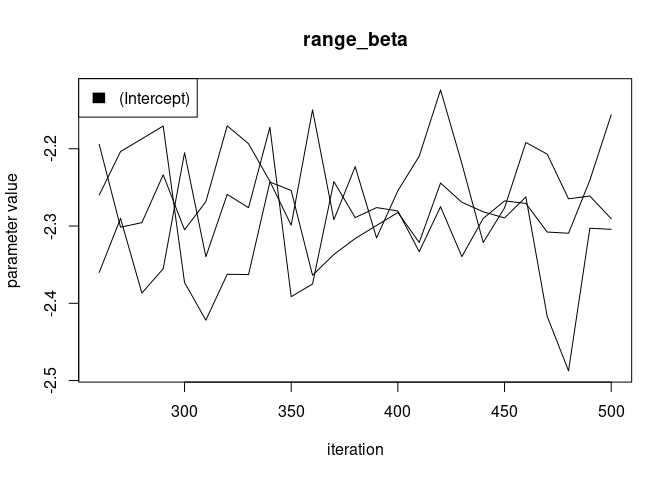 range_beta
(Intercept)
parameter value
-2.2
-2.3
-2.4
-2.5
300
350
400
450
500
iteration